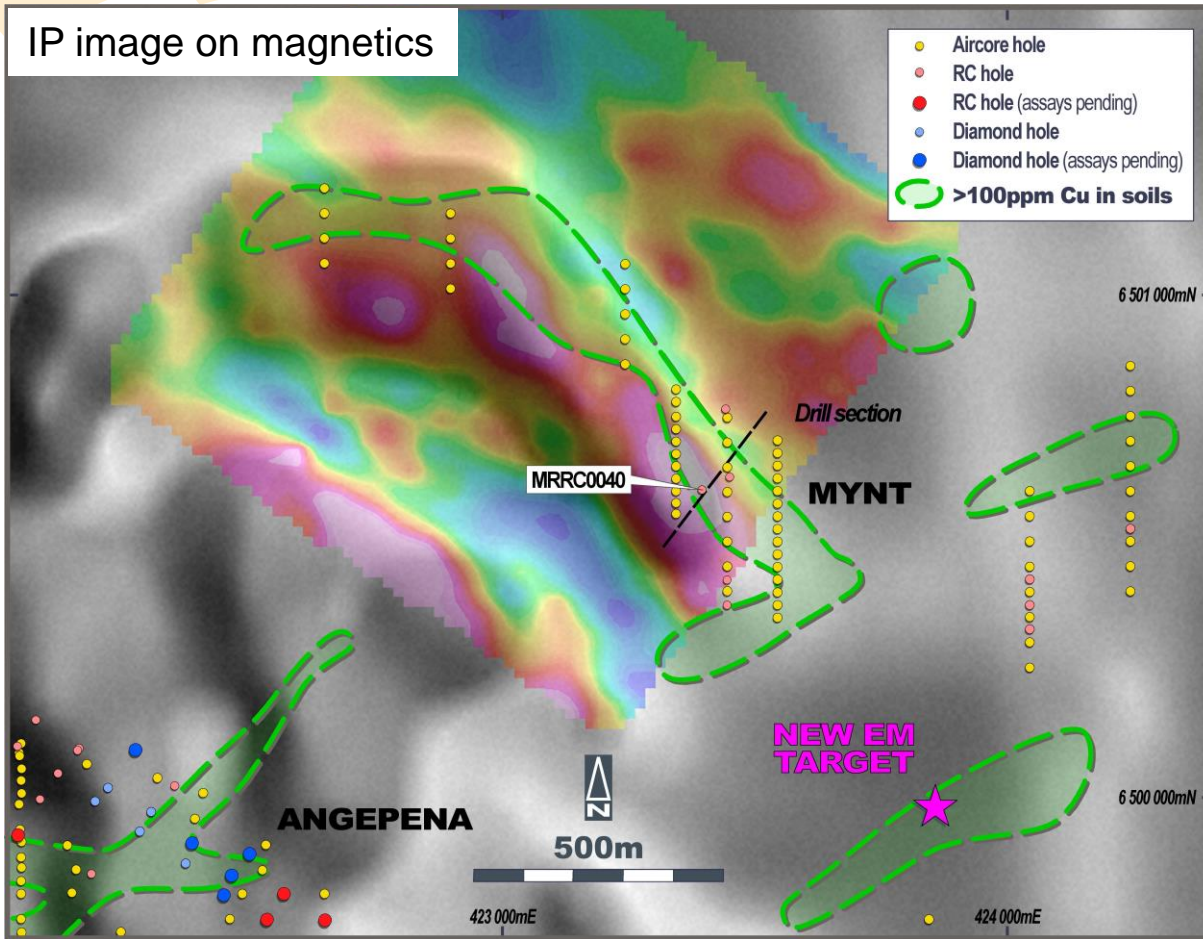 IP image on magnetics
Aircore hole
RC hole
RC hole (assays pending)
Diamond hole
Diamond hole (assays pending)
>100ppm Cu in soils
6 501 000mN
Drill section
MRRC0040
MYNT
NEW EM
TARGET
6 500 000mN
ANGEPENA
N
500m
423 000mE
424 000mE